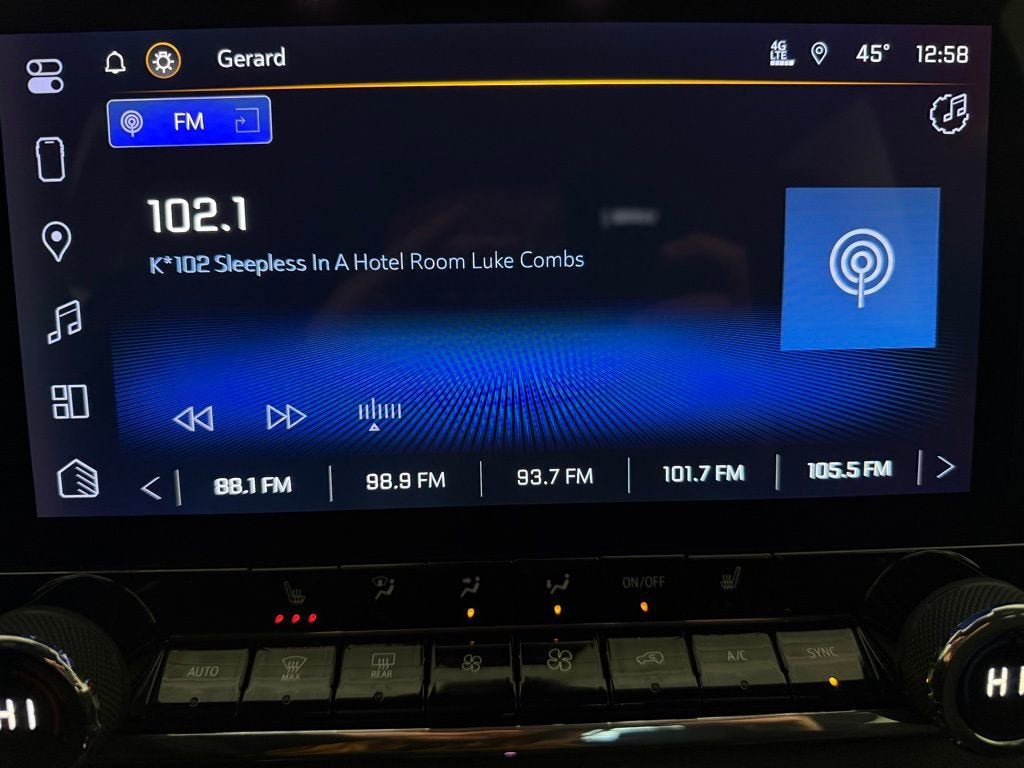 Gerard
4G
LTE
45°
12:58
FM
102.1
K*102 Sleepless In A Hotel Room Luke Combs
88.1 FM
98.9 FM
93.7 FM
101.7 FM
105.5 FM
ON/OFF
AUTO
MAX
REAR
A/C
SYNC
HI
HI